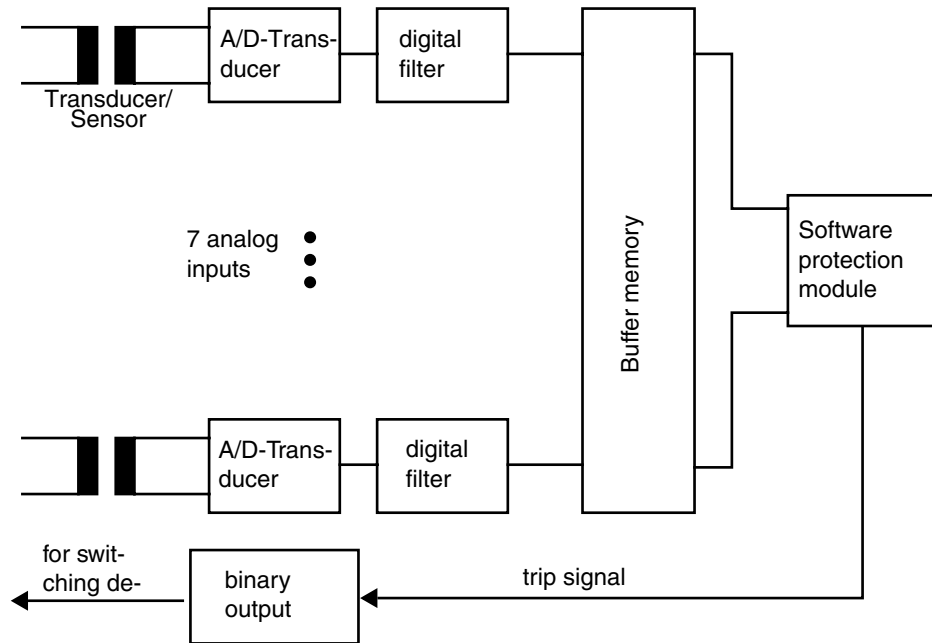 A/D-Trans-
ducer
digital
filter
Transducer/
Sensor
7 analog
inputs
Buffer memory
Software
protection
module
A/D-Trans-
ducer
digital
filter
for swit-
ching de-
binary
output
trip signal